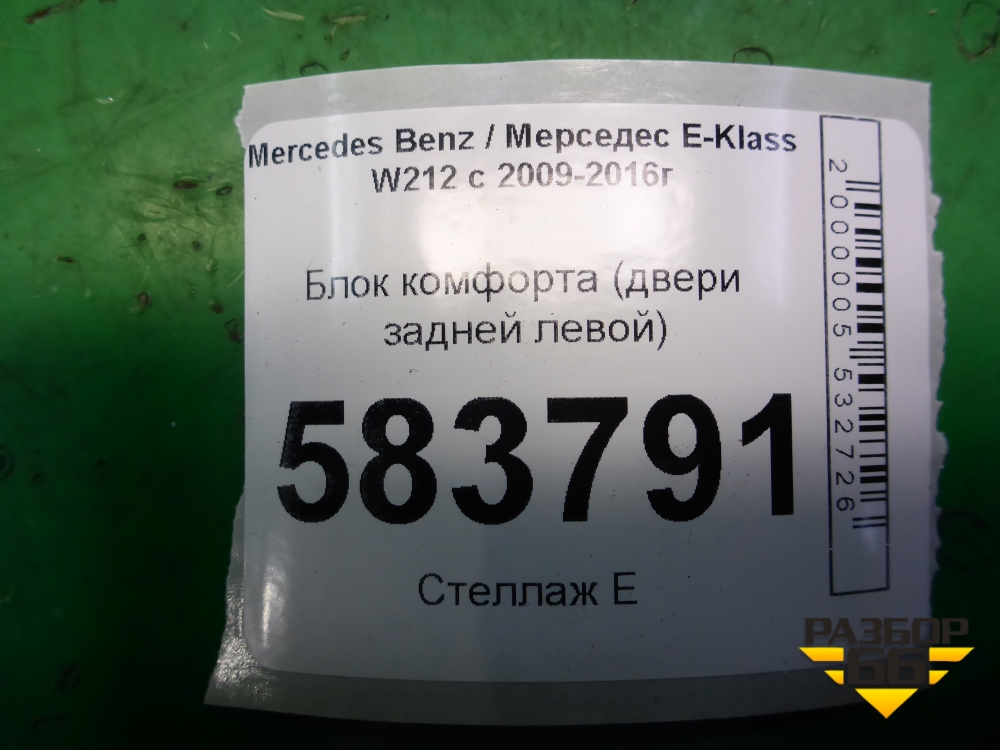 Mercedes Benz / Мерседес E-Klass
W212 с 2009-2016г
Блок комфорта (двери
задней левой)
583791
Стеллаж Е
2000005532726
РАЗБОР
66